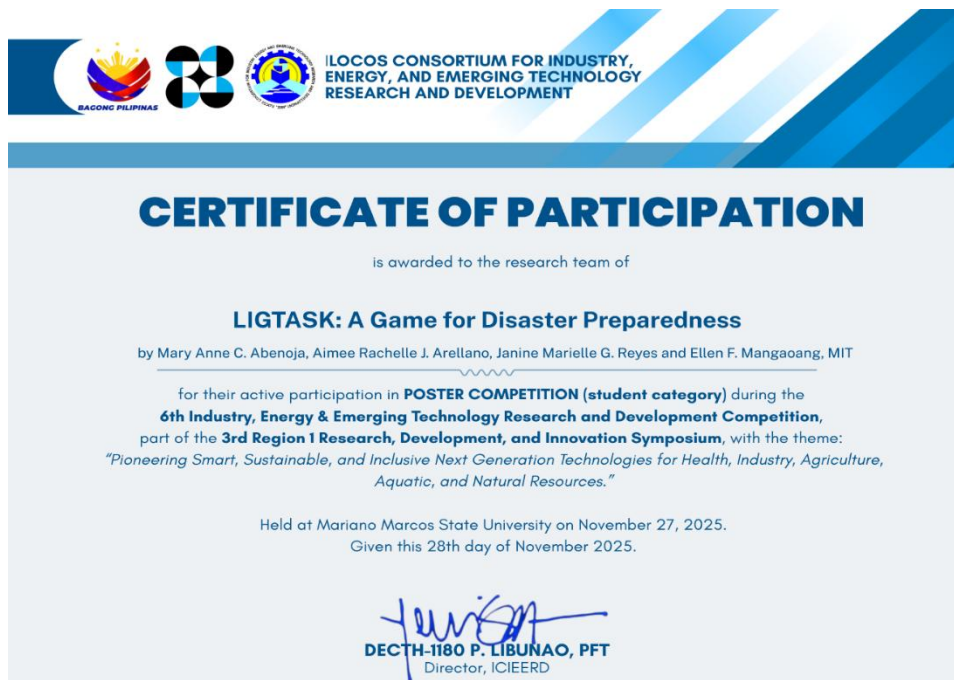 BAGONG PILIPINAS
ILOCOS CONSORTIUM FOR INDUSTRY,
ENERGY, AND EMERGING TECHNOLOGY
RESEARCH AND DEVELOPMENT
CERTIFICATE OF PARTICIPATION
is awarded to the research team of
LIGTASK: A Game for Disaster Preparedness
by Mary Anne C. Abenoja, Aimee Rachelle J. Arellano, Janine Marielle G. Reyes and Ellen F. Mangaoang, MIT
for their active participation in POSTER COMPETITION (student category) during the
6th Industry, Energy & Emerging Technology Research and Development Competition,
part of the 3rd Region 1 Research, Development, and Innovation Symposium, with the theme:
“Pioneering Smart, Sustainable, and Inclusive Next Generation Technologies for Health, Industry, Agriculture,
Aquatic, and Natural Resources.”
Held at Mariano Marcos State University on November 27, 2025.
Given this 28th day of November 2025.
DECTH-1180 P. LIBUNAO, PFT
Director, ICIEERD